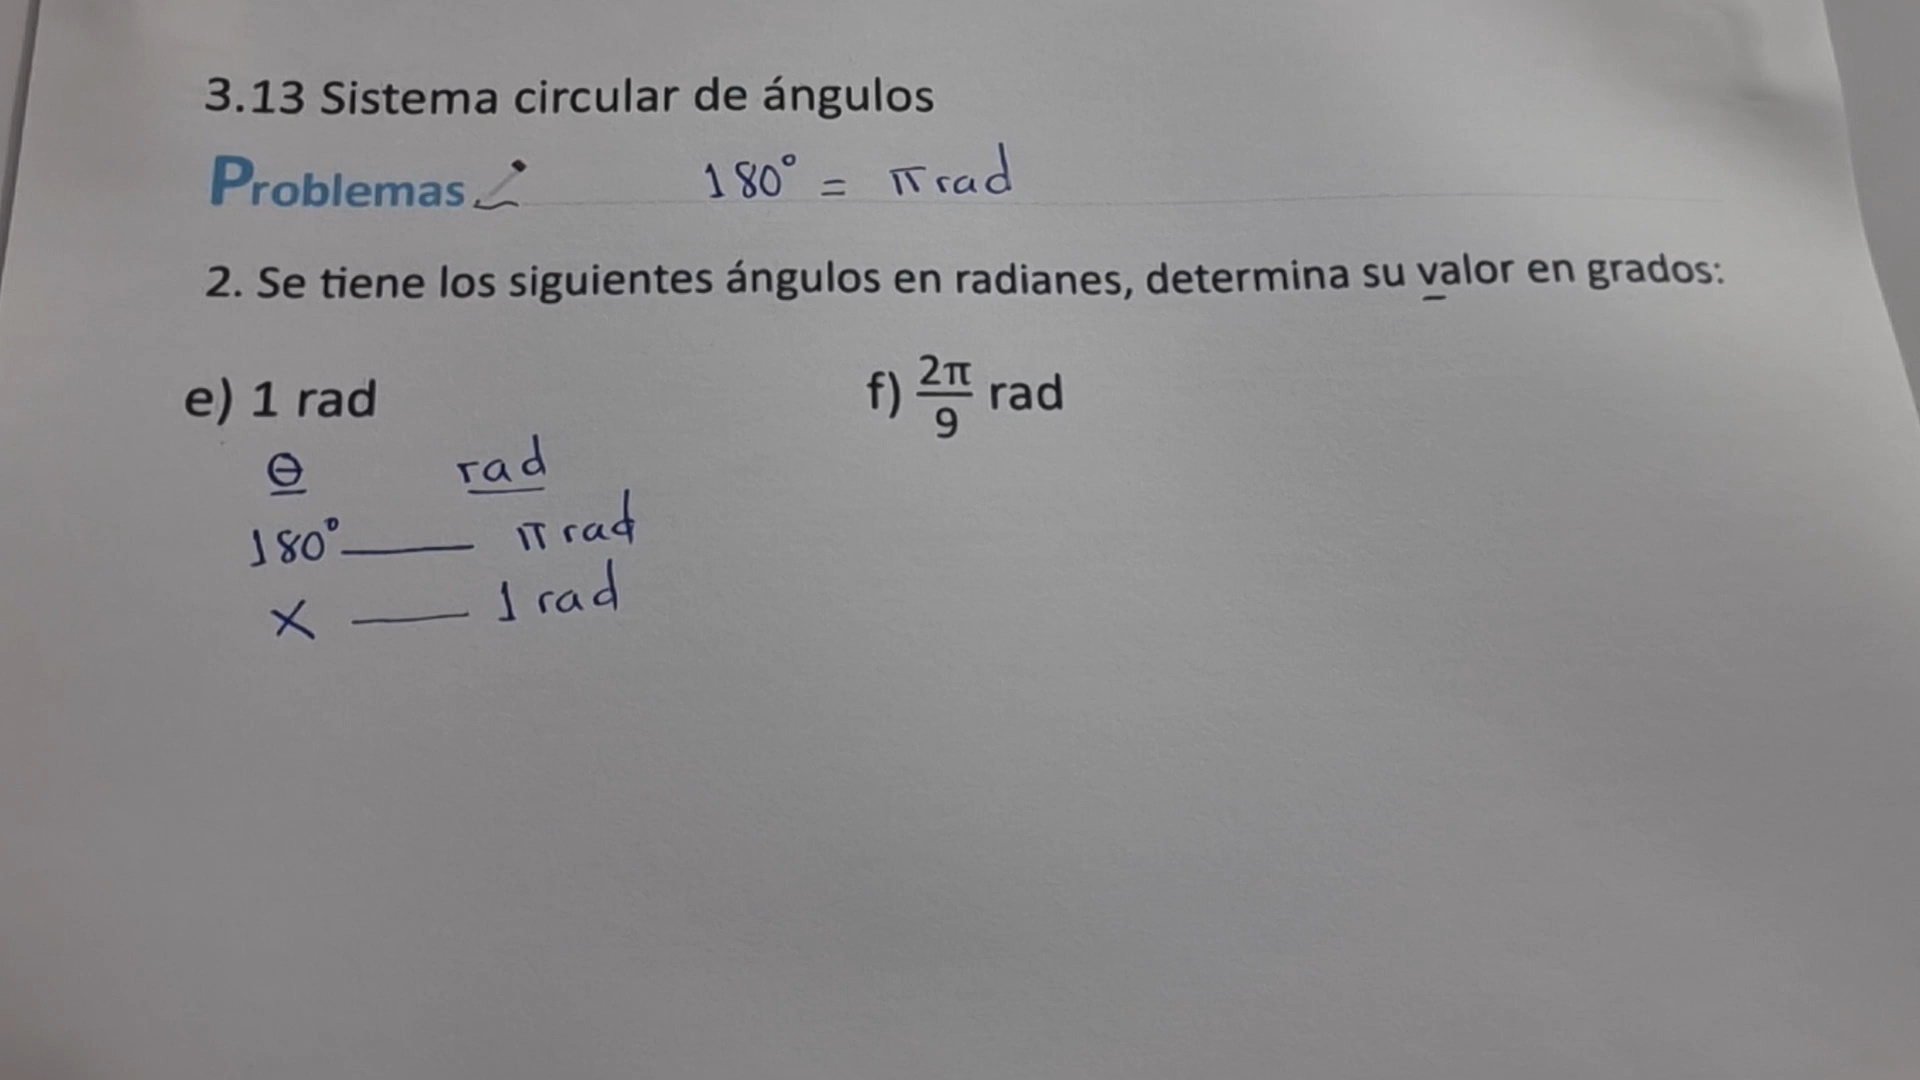 3.13 Sistema circular de ángulos
Problemas 180° = π rad
2. Se tiene los siguientes ángulos en radianes, determina su valor en grados:
e) 1 rad f) 2π/9 rad
θ rad
180° — π rad
x — 1 rad